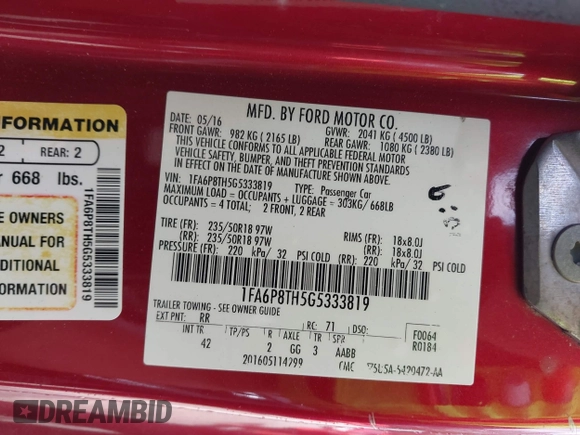 FORMATION
2 REAR: 2
r 668 lbs.
1FA6P8TH5G5333819
E OWNERS
ANUAL FOR
DDITIONAL
FORMATION
MFD. BY FORD MOTOR CO.
DATE: 05/16 GVWR: 2041 KG ( 4500 LB)
FRONT GAWR: 982 KG ( 2165 LB) REAR GAWR: 1080 KG ( 2380 LB)
THIS VEHICLE CONFORMS TO ALL APPLICABLE FEDERAL MOTOR
VEHICLE SAFETY, BUMPER, AND THEFT PREVENTION STANDARDS
IN EFFECT ON THE DATE OF MANUFACTURE SHOWN ABOVE.
VIN: 1FA6P8TH5G5333819 TYPE: Passenger Car
MAXIMUM LOAD = OCCUPANTS + LUGGAGE = 303KG/ 668LB
OCCUPANTS = 4 TOTAL; 2 FRONT, 2 REAR
TIRE (FR): 235/50R18 97W RIMS (FR): 18x8.0J
(RR): 235/50R18 97W (RR): 18x8.0J
PRESSURE (FR): 220 kPa/ 32 PSI COLD (RR) 220 kPa/ 32 PSI COLD
1FA6P8TH5G5333819
TRAILER TOWING - SEE OWNER GUIDE
EXT PNT: RR RC: 71 DSO: F0064
INT TR TP/PS R AXLE TR SPR R0184
42 2 GG 3 AABB
201605114299 CMC
DREAMBID